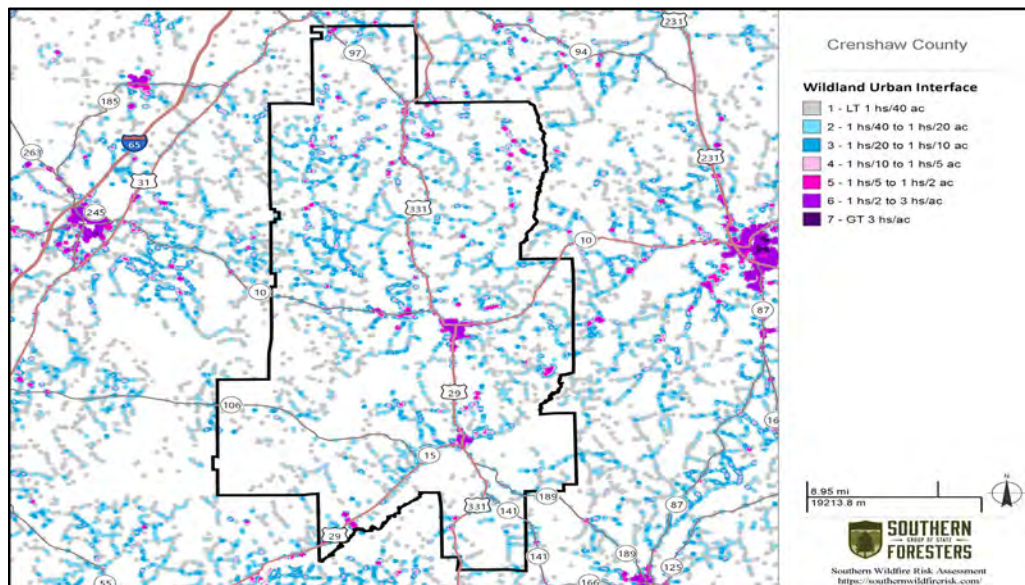 Crenshaw County
Wildland Urban Interface
1 - LT 1 hs/40 ac
2 - 1 hs/40 to 1 hs/20 ac
3 - 1 hs/20 to 1 hs/10 ac
4 - 1 hs/10 to 1 hs/5 ac
5 - 1 hs/5 to 1 hs/2 ac
6 - 1 hs/2 to 3 hs/ac
7 - GT 3 hs/ac
231
97
94
185
65
263
31
231
245
331
10
10
87
29
106
16
15
189
87
331
141
29
141
189
125
55
166
8.95 mi
19213.8 m
N
SOUTHERN
GROUP OF STATE
FORESTERS
Southern Wildfire Risk Assessment
https://southernwildfirerisk.com/